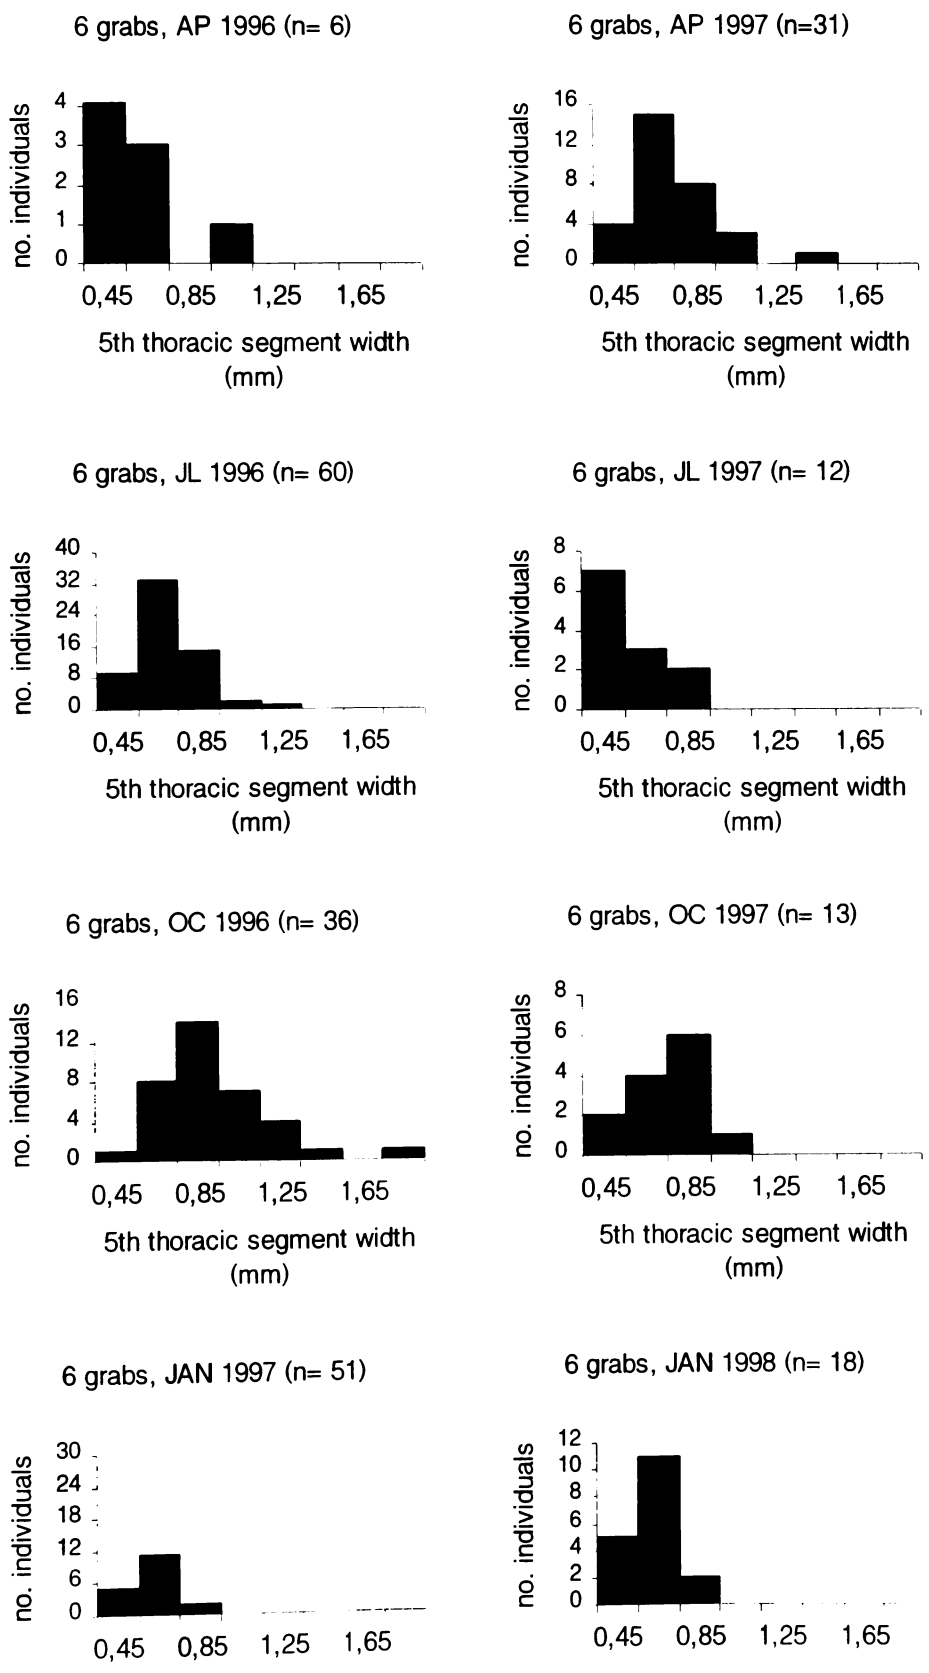 6 grabs, AP 1996 (n= 6)
no. individuals
4
3
2
1
0
0,45 0,85 1,25 1,65
5th thoracic segment width
(mm)
6 grabs, AP 1997 (n=31)
no. individuals
16
12
8
4
0
0,45 0,85 1,25 1,65
5th thoracic segment width
(mm)
6 grabs, JL 1996 (n= 60)
no. individuals
40
32
24
16
8
0
0,45 0,85 1,25 1,65
5th thoracic segment width
(mm)
6 grabs, JL 1997 (n= 12)
no. individuals
8
6
4
2
0
0,45 0,85 1,25 1,65
5th thoracic segment width
(mm)
6 grabs, OC 1996 (n= 36)
no. individuals
16
12
8
4
0
0,45 0,85 1,25 1,65
5th thoracic segment width
(mm)
6 grabs, OC 1997 (n= 13)
no. individuals
8
6
4
2
0
0,45 0,85 1,25 1,65
5th thoracic segment width
(mm)
6 grabs, JAN 1997 (n= 51)
no. individuals
30
24
18
12
6
0
0,45 0,85 1,25 1,65
6 grabs, JAN 1998 (n= 18)
no. individuals
12
10
8
6
4
2
0
0,45 0,85 1,25 1,65